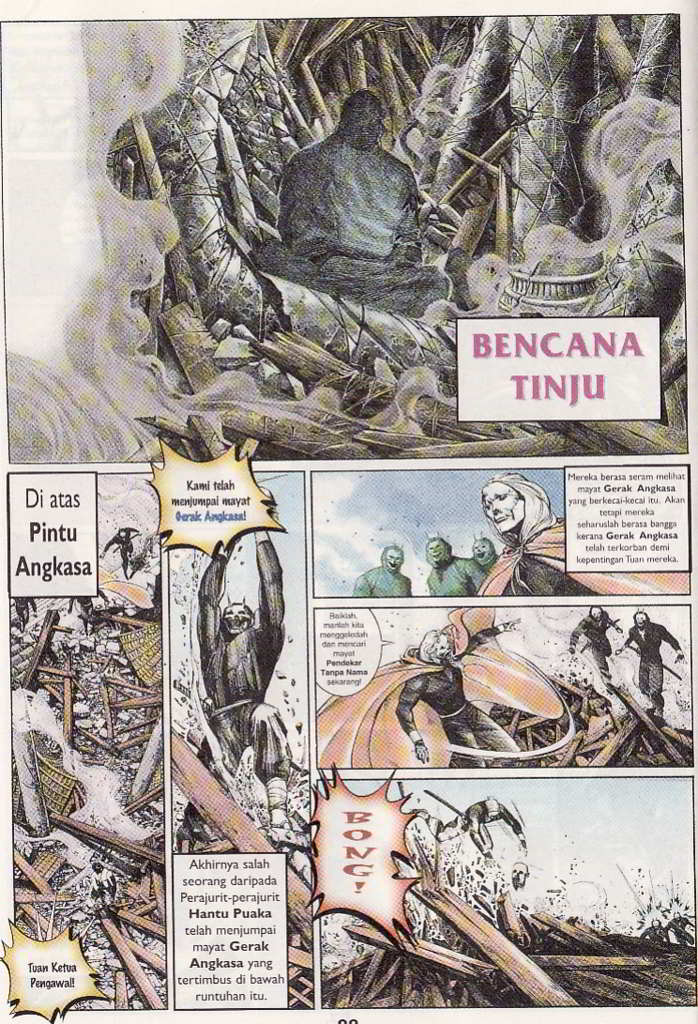 BENCANA
TINJU
Di atas
Pintu
Angkasa
Kami telah
menjumpai mayat
Gerak Angkasa!
Tuan Ketua
Pengawal!
Akhirnya salah
seorang daripada
Perajurit-perajurit
Hantu Puaka
telah menjumpai
mayat Gerak
Angkasa yang
tertimbus di bawah
runtuhan itu.
Mereka berasa seram melihat
mayat Gerak Angkasa
yang berkecai-kecai itu. Akan
tetapi mereka
seharuslah berasa bangga
kerana Gerak Angkasa
telah terkorban demi
kepentingan Tuan mereka.
Baiklah,
marilah kita
menggeledah
dan mencari
mayat
Pendekar
Tanpa Nama
sekarang!
BONG!
88